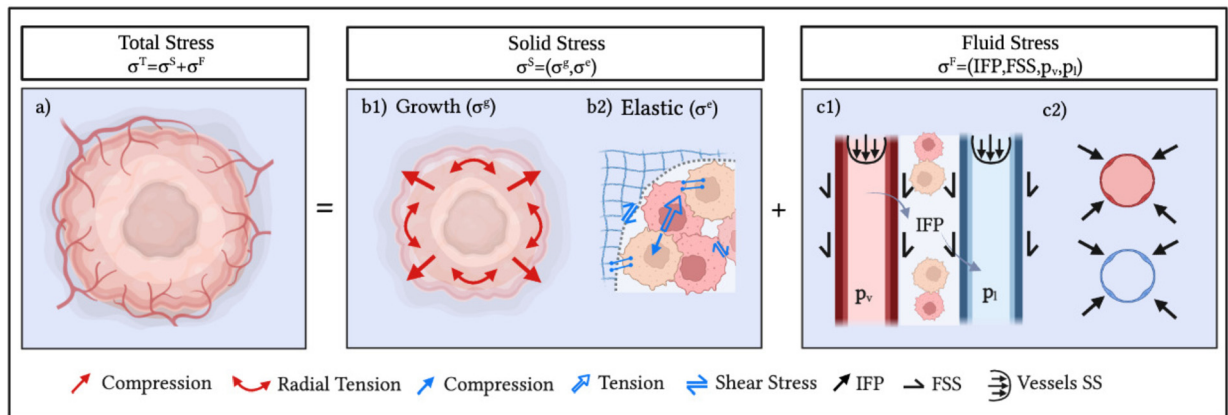 Total Stress
σᵀ=σˢ+σᶠ
Solid Stress
σˢ=(σᵍ,σᵉ)
Fluid Stress
σᶠ=(IFP,FSS,pᵥ,pₗ)
a)
b1) Growth (σᵍ)
b2) Elastic (σᵉ)
c1)
c2)
=
+
IFP
pᵥ
pₗ
Compression
Radial Tension
Compression
Tension
Shear Stress
IFP
FSS
Vessels SS